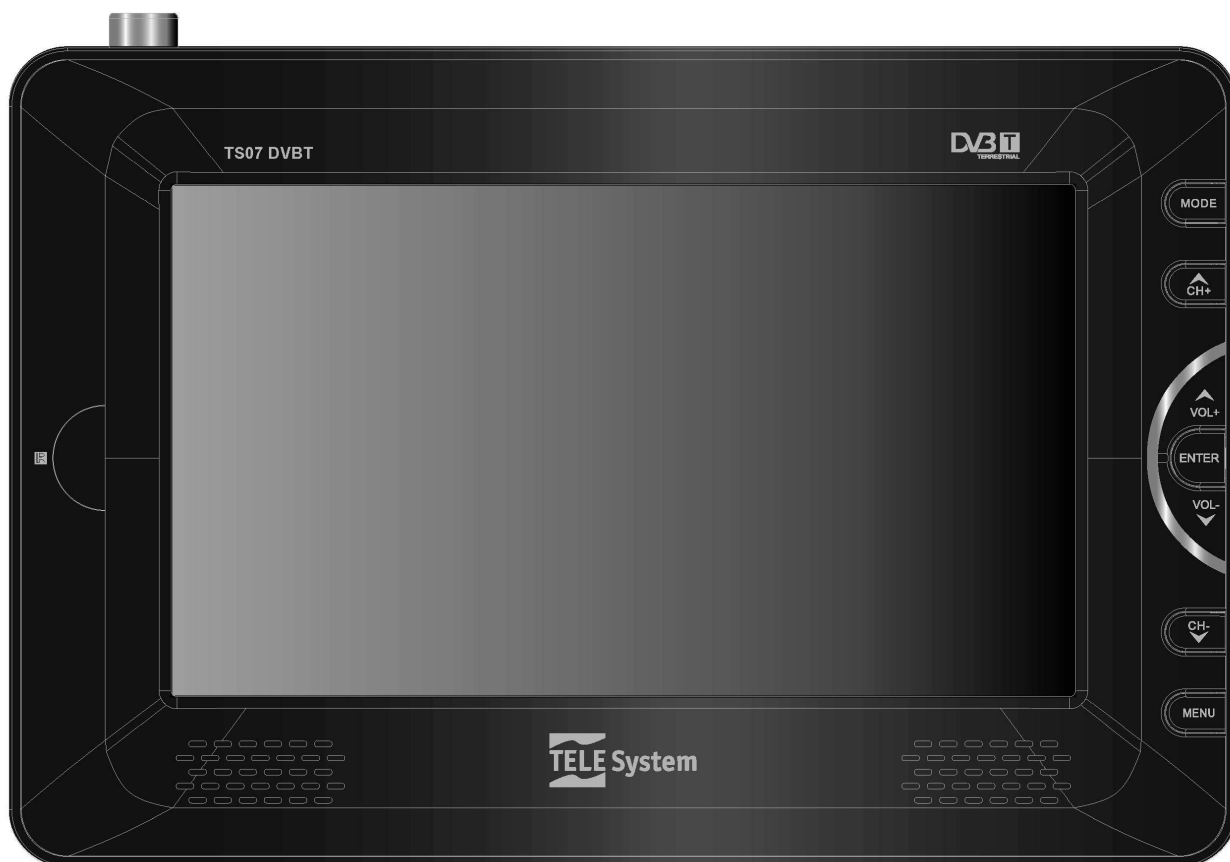 TS07 DVBT
DVB T
TERRESTRIAL
MODE
CH+
VOL+
ENTER
VOL-
CH-
MENU
TELE System